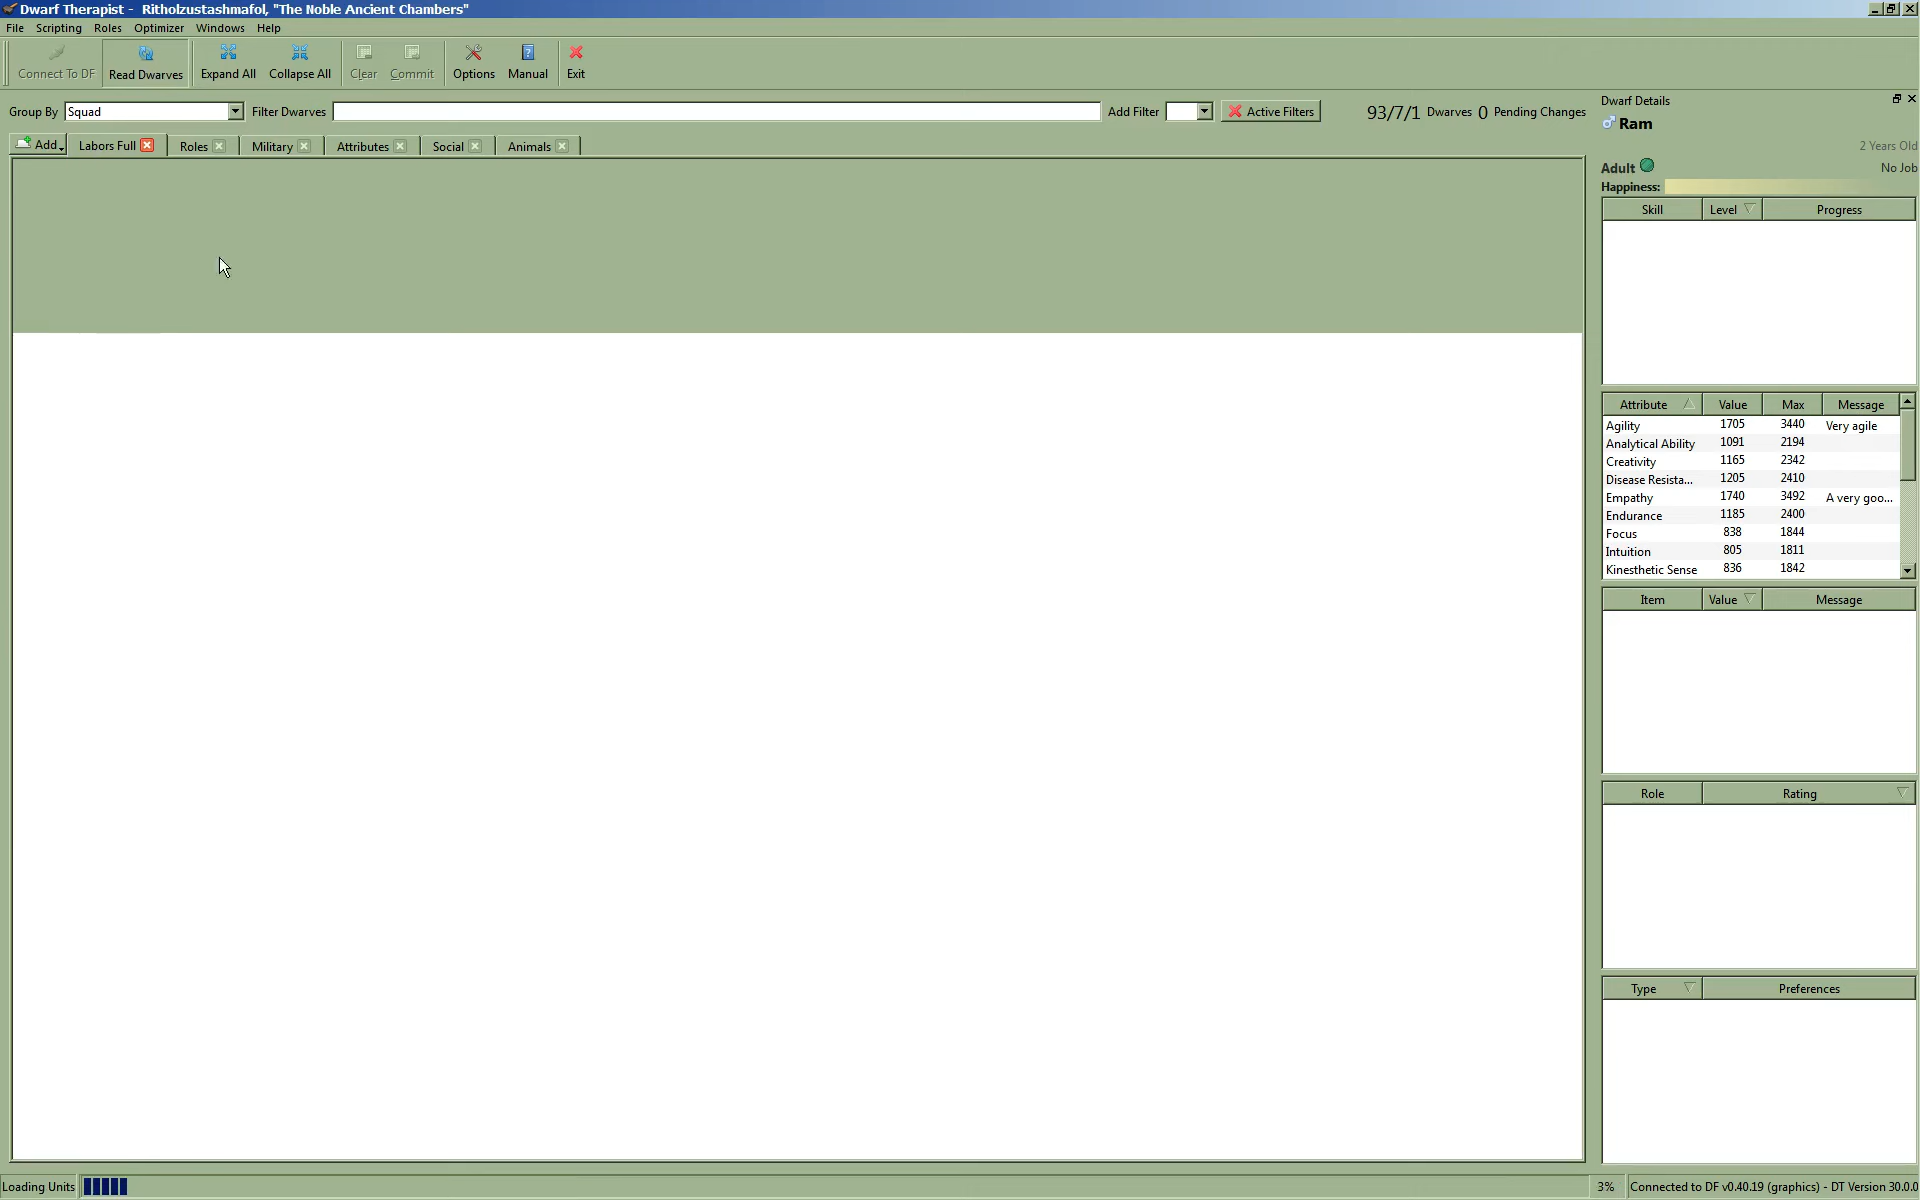 Dwarf Therapist - Ritholzustashmafol, "The Noble Ancient Chambers"
File Scripting Roles Optimizer Windows Help
Connect To DF Read Dwarves Expand All Collapse All Clear Commit Options Manual Exit
Group By Squad Filter Dwarves Add Filter Active Filters 93/7/1 Dwarves 0 Pending Changes
Add Labors Full Roles Military Attributes Social Animals
Dwarf Details
Ram
2 Years Old
Adult No Job
Happiness:
Skill Level Progress
Attribute Value Max Message
Agility 1705 3440 Very agile
Analytical Ability 1091 2194
Creativity 1165 2342
Disease Resista... 1205 2410
Empathy 1740 3492 A very goo...
Endurance 1185 2400
Focus 838 1844
Intuition 805 1811
Kinesthetic Sense 836 1842
Item Value Message
Role Rating
Type Preferences
Loading Units 3% Connected to DF v0.40.19 (graphics) - DT Version 30.0.0